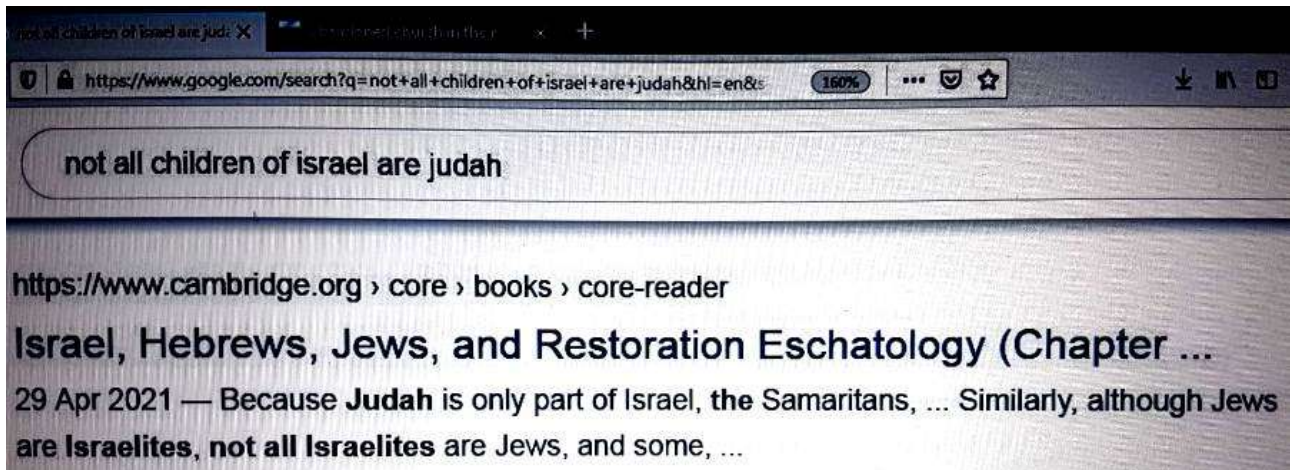 not all children of israel are juda
https://www.google.com/search?q=not+all+children+of+israel+are+judah&hl=en&s
160%
not all children of israel are judah
https://www.cambridge.org › core › books › core-reader
Israel, Hebrews, Jews, and Restoration Eschatology (Chapter ...
29 Apr 2021 — Because Judah is only part of Israel, the Samaritans, ... Similarly, although Jews
are Israelites, not all Israelites are Jews, and some, ...